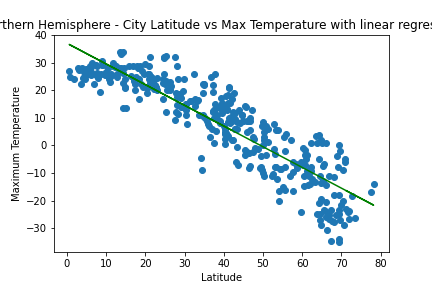 rthern Hemisphere - City Latitude vs Max Temperature with linear regres
40
30
20
10
0
−10
−20
−30
Maximum Temperature
0 10 20 30 40 50 60 70 80
Latitude